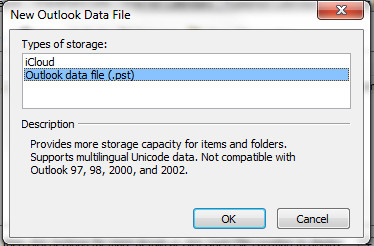 New Outlook Data File
Types of storage:
iCloud
Outlook data file (.pst)
Description
Provides more storage capacity for items and folders.
Supports multilingual Unicode data. Not compatible with
Outlook 97, 98, 2000, and 2002.
OK
Cancel